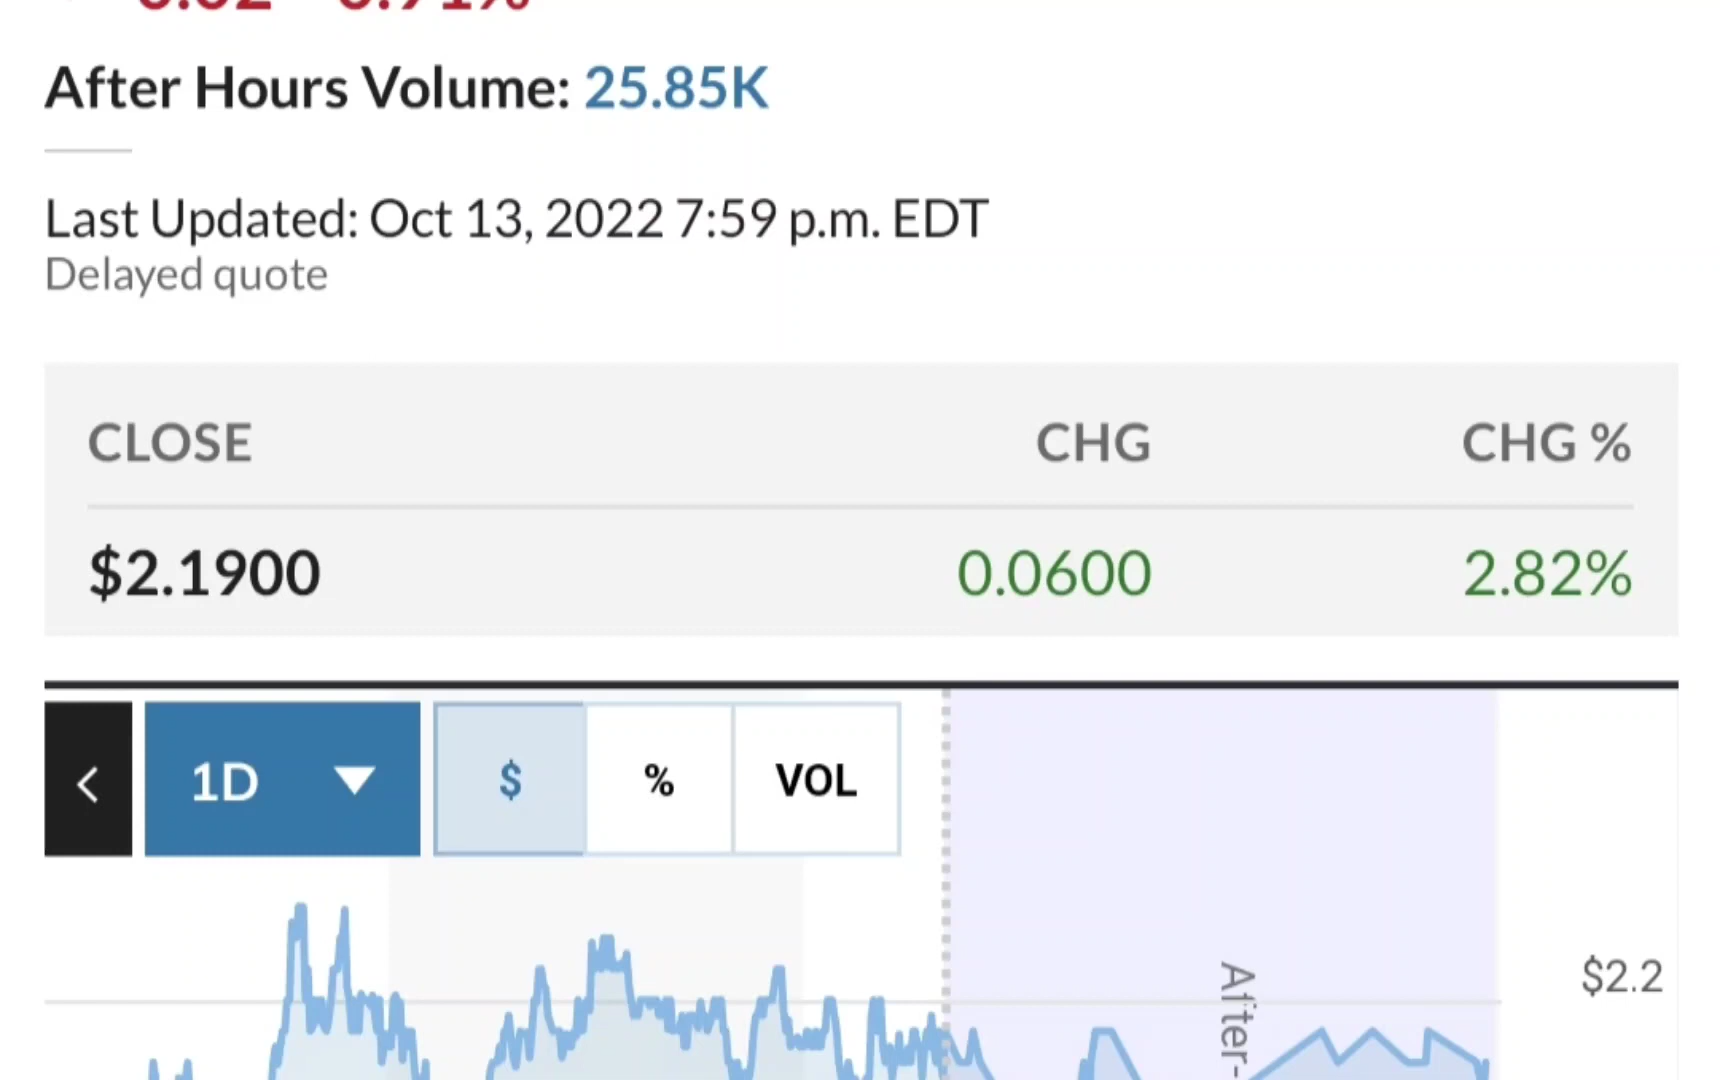 After Hours Volume: 25.85K
Last Updated: Oct 13, 2022 7:59 p.m. EDT
Delayed quote
CLOSE CHG CHG %
$2.1900 0.0600 2.82%
1D $ % VOL
$2.2
After-